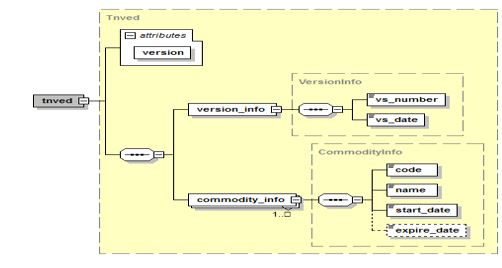 Tnved
attributes
version
tnved
VersionInfo
version_info
vs_number
vs_date
CommodityInfo
code
name
commodity_info
start_date
1..
expire_date